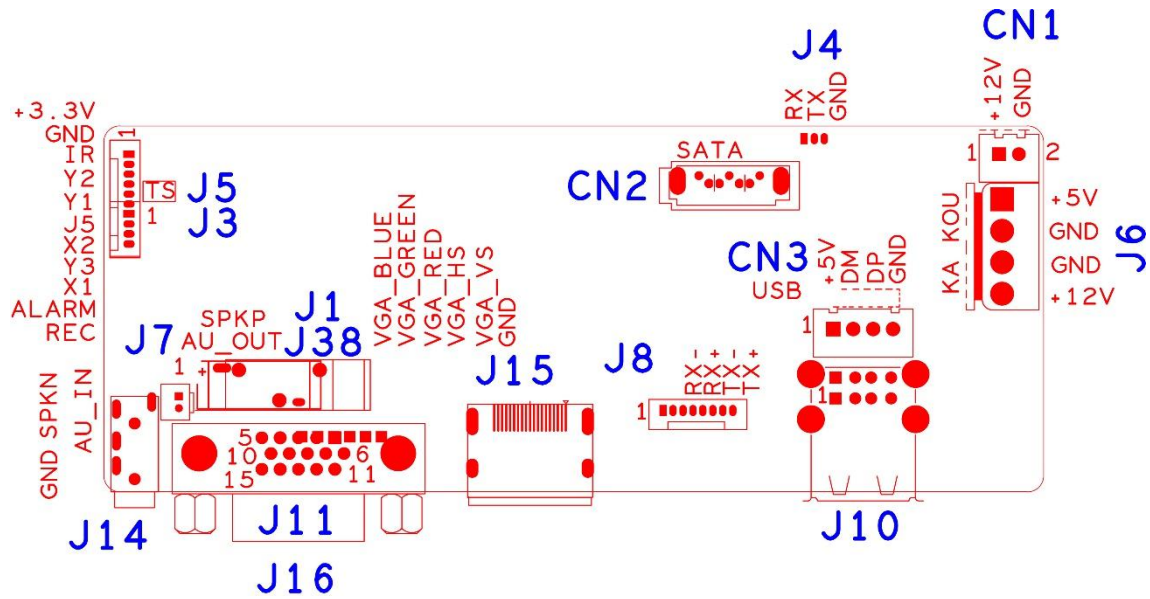 CN1
J4
+12V
GND
RX
TX
GND
+3.3V
GND
1
IR
Y2
Y1
J5
X2
Y3
X1
ALARM
REC
TS
1
J5
J3
SATA
CN2
1
2
+5V
GND
GND
+12V
KA_KOU
J6
CN3
USB
+5V
DM
DP
GND
1
1
VGA_BLUE
VGA_GREEN
VGA_RED
VGA_HS
VGA_VS
GND
J1
SPKP
J7
AU_OUT
J38
1
+
J15
J8
RX-
RX+
TX-
TX+
1
GND SPKN
AU_IN
5
10
6
15
11
J14
J11
J16
J10